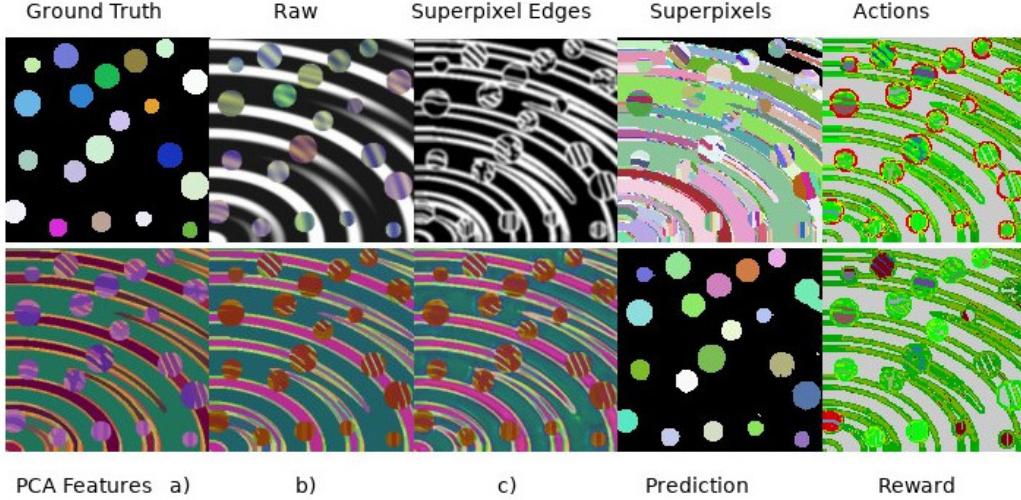 Ground Truth Raw Superpixel Edges Superpixels Actions
PCA Features a) b) c) Prediction Reward